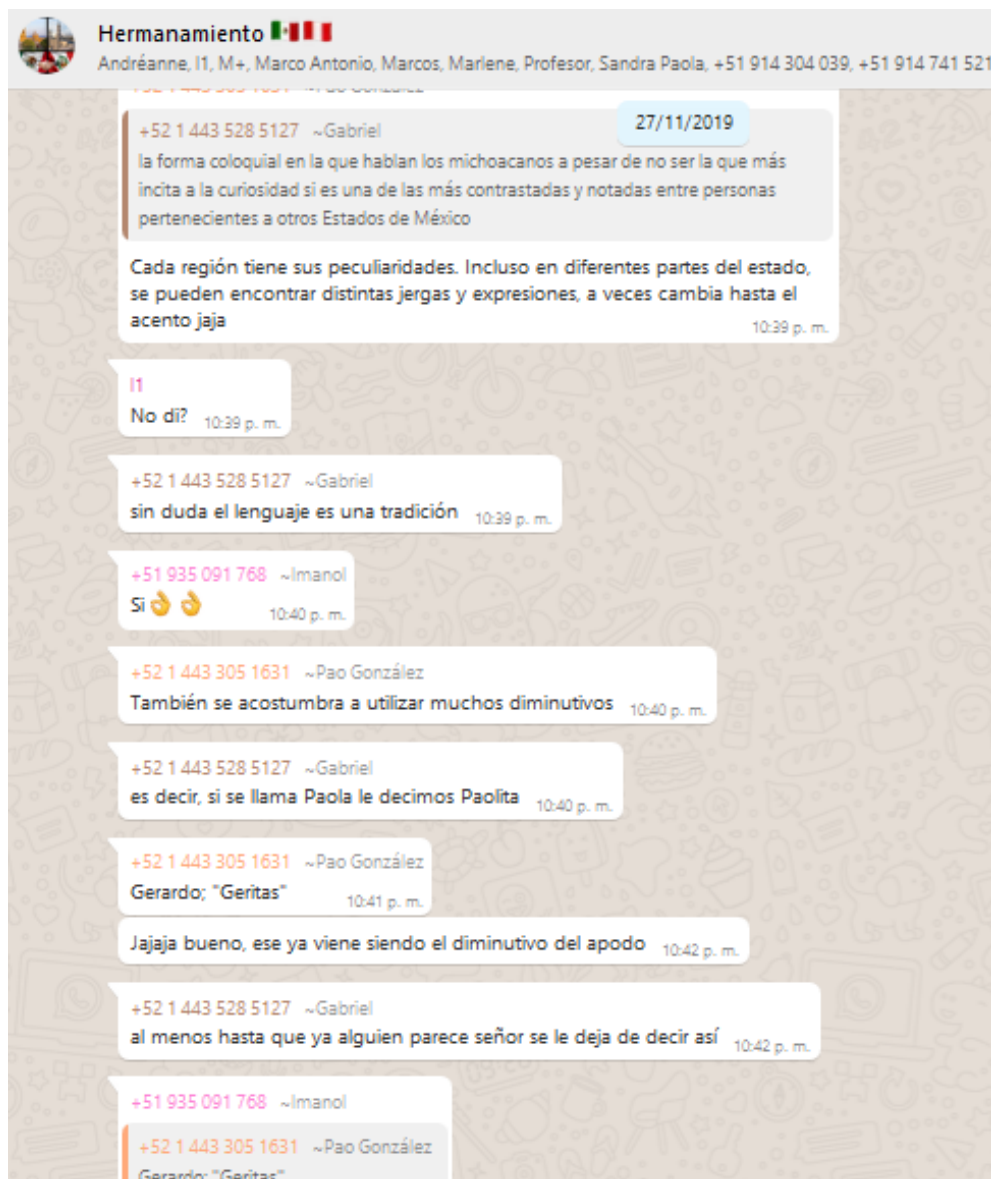 Hermanamiento 🇲🇽🇵🇪
Andréanne, I1, M+, Marco Antonio, Marcos, Marlene, Profesor, Sandra Paola, +51 914 304 039, +51 914 741 521
+52 1 443 305 1631 ~Pao González
27/11/2019
+52 1 443 528 5127 ~Gabriel
la forma coloquial en la que hablan los michoacanos a pesar de no ser la que más
incita a la curiosidad si es una de las más contrastadas y notadas entre personas
pertenecientes a otros Estados de México
Cada región tiene sus peculiaridades. Incluso en diferentes partes del estado,
se pueden encontrar distintas jergas y expresiones, a veces cambia hasta el
acento jaja
10:39 p. m.
I1
No di? 10:39 p. m.
+52 1 443 528 5127 ~Gabriel
sin duda el lenguaje es una tradición 10:39 p. m.
+51 935 091 768 ~Imanol
Si 👌 👌 10:40 p. m.
+52 1 443 305 1631 ~Pao González
También se acostumbra a utilizar muchos diminutivos 10:40 p. m.
+52 1 443 528 5127 ~Gabriel
es decir, si se llama Paola le decimos Paolita 10:40 p. m.
+52 1 443 305 1631 ~Pao González
Gerardo; "Geritas" 10:41 p. m.
Jajaja bueno, ese ya viene siendo el diminutivo del apodo 10:42 p. m.
+52 1 443 528 5127 ~Gabriel
al menos hasta que ya alguien parece señor se le deja de decir así 10:42 p. m.
+51 935 091 768 ~Imanol
+52 1 443 305 1631 ~Pao González
Gerardo; "Geritas"